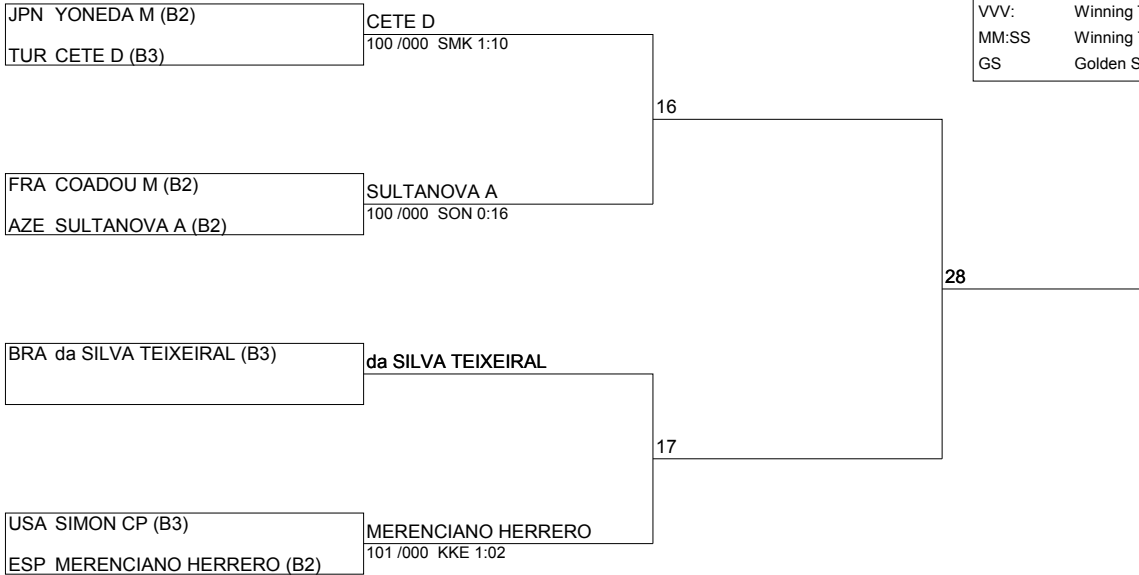 JPN YONEDA M (B2)
TUR CETE D (B3)
CETE D
100 /000 SMK 1:10
VVV: Winning
MM:SS Winning
GS Golden S
16
FRA COADOU M (B2)
AZE SULTANOVA A (B2)
SULTANOVA A
100 /000 SON 0:16
28
BRA da SILVA TEIXEIRAL (B3)
da SILVA TEIXEIRAL
17
USA SIMON CP (B3)
ESP MERENCIANO HERRERO (B2)
MERENCIANO HERRERO
101 /000 KKE 1:02